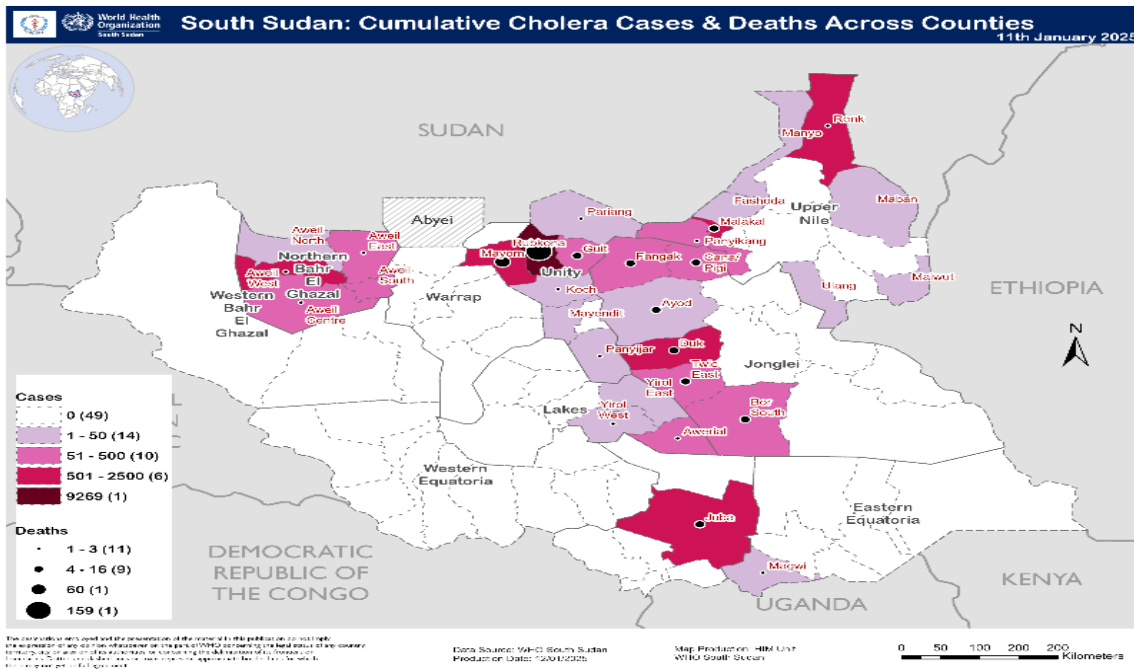 World Health
Organization
South Sudan
South Sudan: Cumulative Cholera Cases & Deaths Across Counties
11th January 2025
SUDAN
Renk
Manyo
Abyei
Pariang
Fashoda
Upper
Nile
Maban
Aweil
North
Aweil
East
Malakal
Panyikang
Rubkona
Mayom
Guit
Fangak
Canal/
Pigi
Northern
Bahr
El
Ghazal
Unity
Aweil
West
Aweil
South
Aweil
Centre
Western
Bahr
El
Ghazal
Warrap
Koch
Ulang
Maiwut
ETHIOPIA
Mayendit
Ayod
N
Panyijar
Duk
Twic
East
Jonglei
Yirol
East
Yirol
West
Bor
South
Lakes
Awerial
Western
Equatoria
Juba
Eastern
Equatoria
Magwi
DEMOCRATIC
REPUBLIC OF
THE CONGO
UGANDA
KENYA
Cases
0 (49)
1 - 50 (14)
51 - 500 (10)
501 - 2500 (6)
9269 (1)
Deaths
1 - 3 (11)
4 - 16 (9)
60 (1)
159 (1)
Data Source: WHO South Sudan
Production Date: 12/01/2025
Map Production: HIM Unit
WHO South Sudan
0 50 100 200
Kilometers